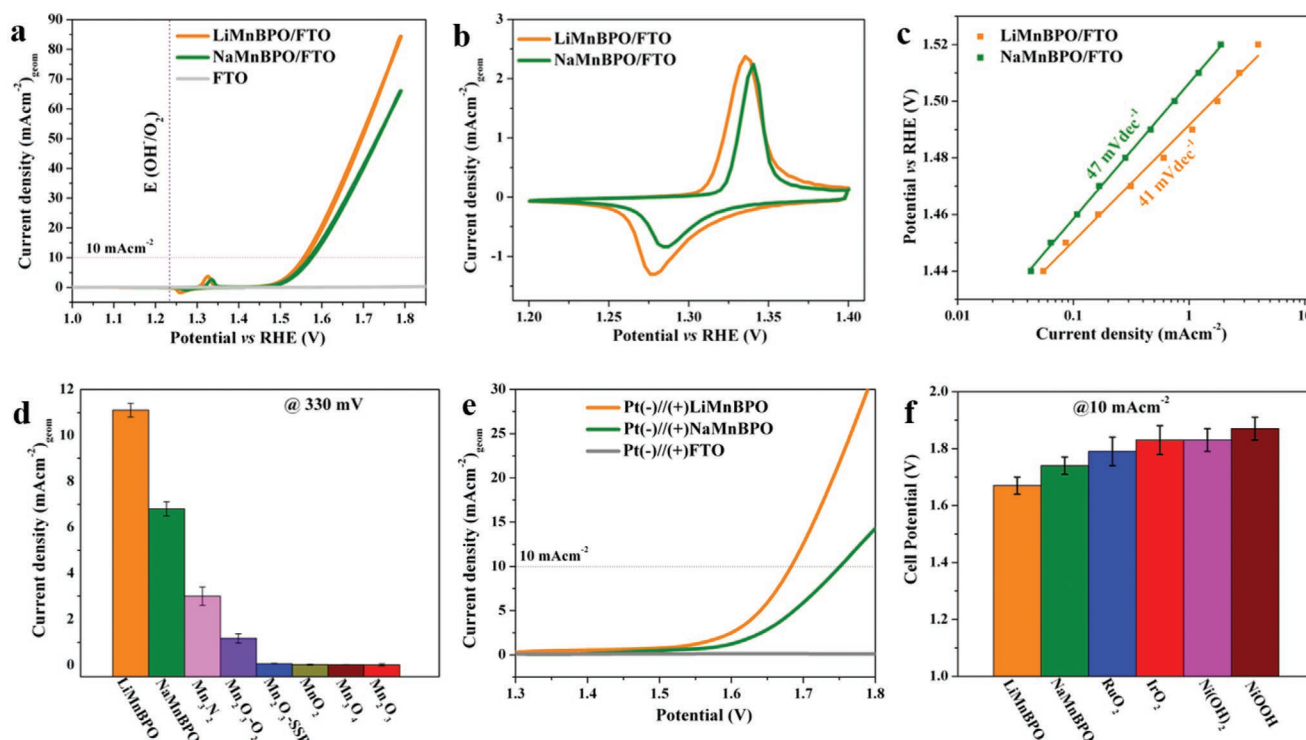 a
LiMnBPO/FTO
NaMnBPO/FTO
FTO
E (OH⁻/O₂)
10 mAcm⁻²
Current density (mAcm⁻²)geom
90
80
70
60
50
40
30
20
10
0
1.0 1.1 1.2 1.3 1.4 1.5 1.6 1.7 1.8
Potential vs RHE (V)
b
LiMnBPO/FTO
NaMnBPO/FTO
Current density (mAcm⁻²)geom
3
2
1
0
-1
1.20 1.25 1.30 1.35 1.40
Potential vs RHE (V)
c
LiMnBPO/FTO
NaMnBPO/FTO
47 mVdec⁻¹
41 mVdec⁻¹
Potential vs RHE (V)
1.52
1.50
1.48
1.46
1.44
0.01 0.1 1 10
Current density (mAcm⁻²)
d
@ 330 mV
Current density (mAcm⁻²)geom
12
10
8
6
4
2
0
LiMnBPO
NaMnBPO
Mn₃N₂
Mn₂O₃-O₂
MnO₂
Mn₃O₄
Mn₂O₃
e
Pt(-)//(+)LiMnBPO
Pt(-)//(+)NaMnBPO
Pt(-)//(+)FTO
10 mAcm⁻²
Current density (mAcm⁻²)geom
30
25
20
15
10
5
0
1.3 1.4 1.5 1.6 1.7 1.8
Potential (V)
f
@10 mAcm⁻²
Cell Potential (V)
2.0
1.8
1.6
1.4
1.2
1.0
LiMnBPO
NaMnBPO
RuO₂
IrO₂
Ni(OH)₂
NiOOH